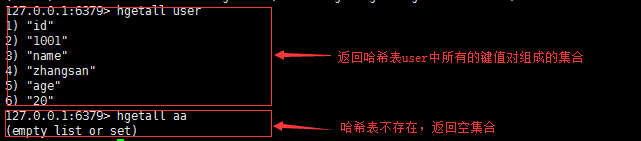 127.0.0.1:6379> hgetall user
1) "id"
2) "1001"
3) "name"
4) "zhangsan"
5) "age"
6) "20"
返回哈希表user中所有的键值对组成的集合
127.0.0.1:6379> hgetall aa
(empty list or set)
哈希表不存在，返回空集合